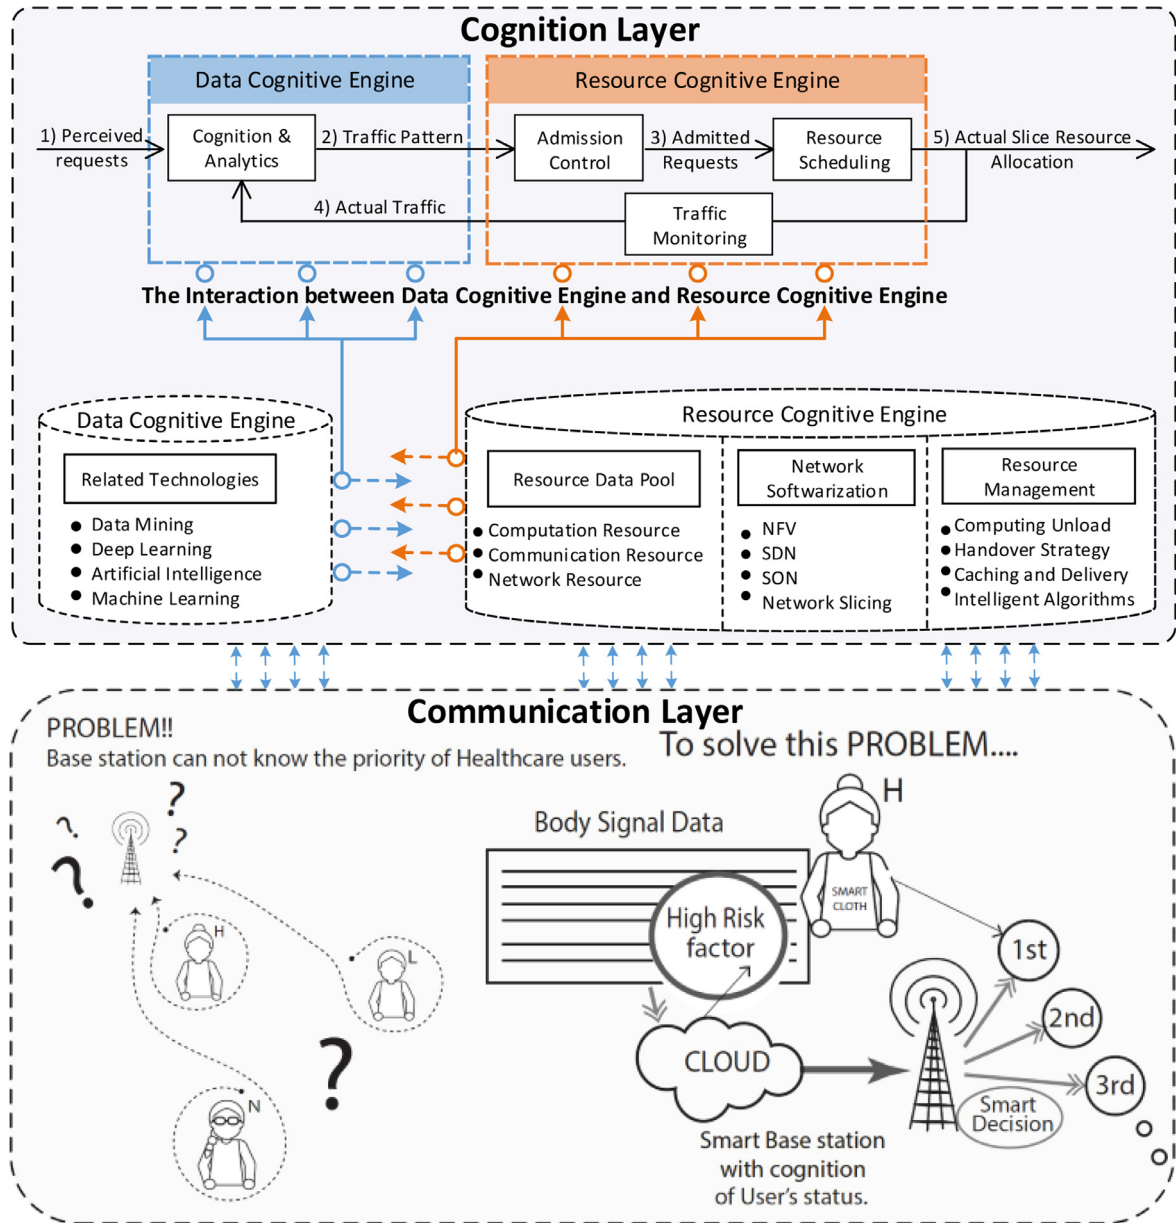 Cognition Layer
Data Cognitive Engine
Resource Cognitive Engine
1) Perceived
requests
Cognition &
Analytics
2) Traffic Pattern
Admission
Control
3) Admitted
Requests
Resource
Scheduling
5) Actual Slice Resource
Allocation
4) Actual Traffic
Traffic
Monitoring
The Interaction between Data Cognitive Engine and Resource Cognitive Engine
Data Cognitive Engine
Related Technologies
• Data Mining
• Deep Learning
• Artificial Intelligence
• Machine Learning
Resource Cognitive Engine
Resource Data Pool
• Computation Resource
• Communication Resource
• Network Resource
Network
Softwarization
• NFV
• SDN
• SON
• Network Slicing
Resource
Management
• Computing Unload
• Handover Strategy
• Caching and Delivery
• Intelligent Algorithms
Communication Layer
PROBLEM!!
Base station can not know the priority of Healthcare users.
?
?
?
?
H
L
?
N
To solve this PROBLEM....
Body Signal Data
H
SMART
CLOTH
High Risk
factor
CLOUD
1st
2nd
3rd
Smart
Decision
Smart Base station
with cognition
of User's status.